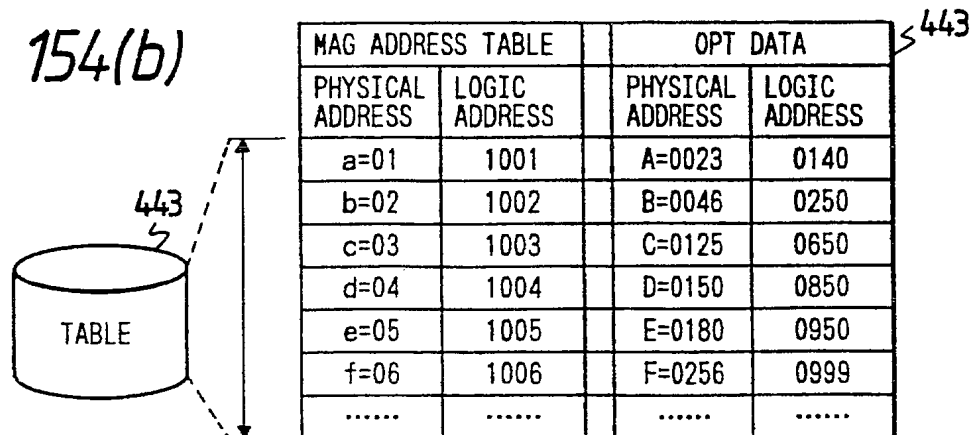 154(b)
443
MAG ADDRESS TABLE OPT DATA
PHYSICAL ADDRESS LOGIC ADDRESS PHYSICAL ADDRESS LOGIC ADDRESS
a=01 1001 A=0023 0140
b=02 1002 B=0046 0250
c=03 1003 C=0125 0650
d=04 1004 D=0150 0850
e=05 1005 E=0180 0950
f=06 1006 F=0256 0999
...... ...... ...... ......
443
TABLE